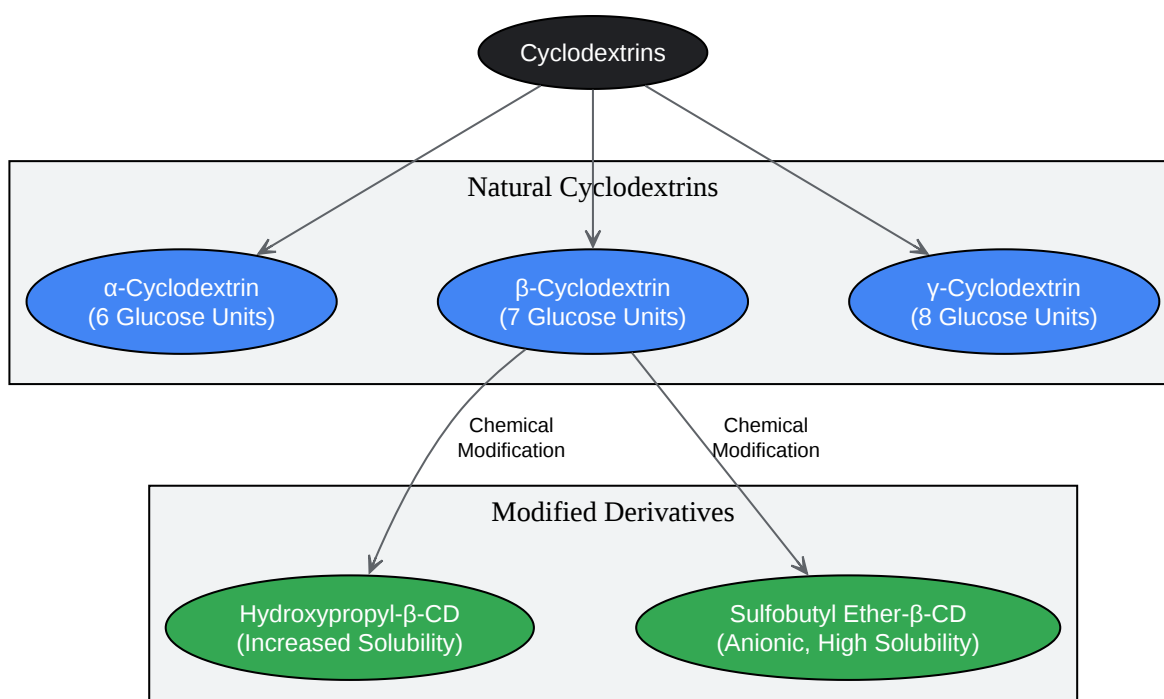 Cyclodextrins
Natural Cyclodextrins
α-Cyclodextrin
(6 Glucose Units)
β-Cyclodextrin
(7 Glucose Units)
γ-Cyclodextrin
(8 Glucose Units)
Chemical
Modification
Chemical
Modification
Modified Derivatives
Hydroxypropyl-β-CD
(Increased Solubility)
Sulfobutyl Ether-β-CD
(Anionic, High Solubility)